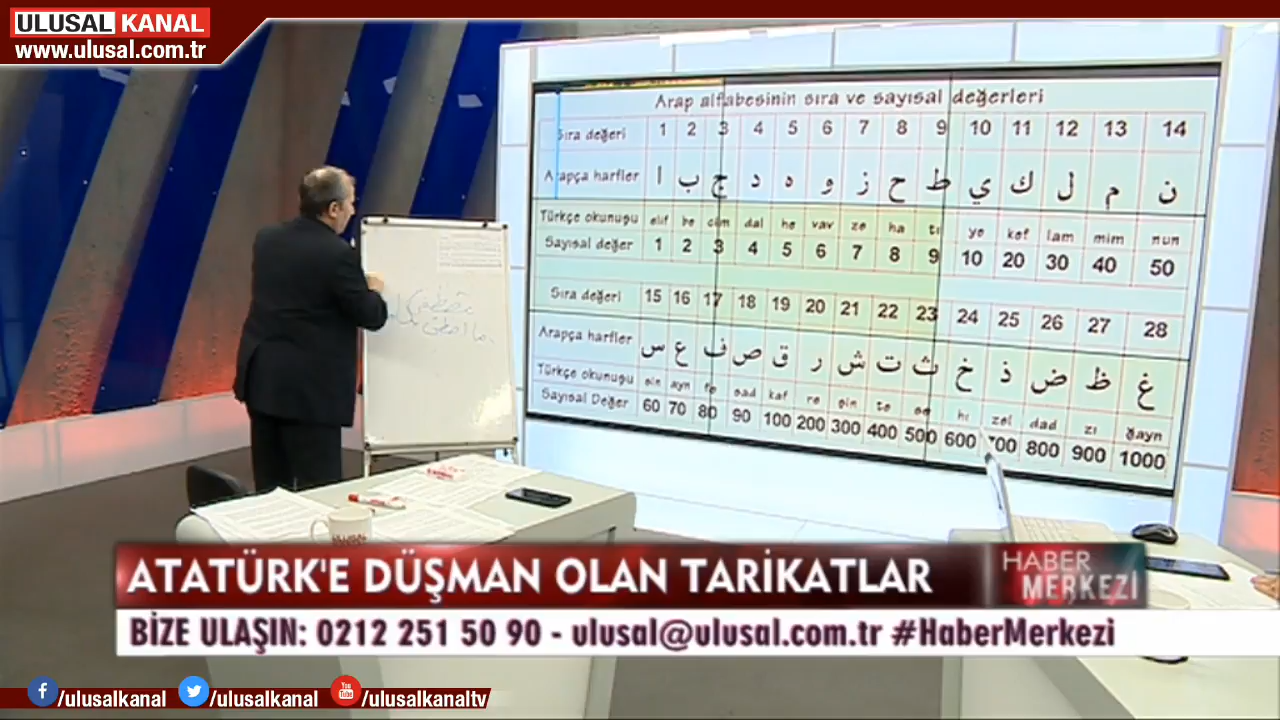 ULUSAL KANAL
www.ulusal.com.tr
Arap alfabesinin sıra ve sayısal değerleri
Sıra değeri 1 2 3 4 5 6 7 8 9 10 11 12 13 14
Arapça harfler ا ب ج د ه و ز ح ط ي ك ل م ن
Türkçe okunuşu elif be cim dal he vav ze ha tı ye kef lam mim nun
Sayısal değer 1 2 3 4 5 6 7 8 9 10 20 30 40 50
Sıra değeri 15 16 17 18 19 20 21 22 23 24 25 26 27 28
Arapça harfler س ع ف ص ق ر ش ت ث خ ذ ض ظ غ
Türkçe okunuşu sin ayn fe sad kaf re şin te se hı zel dad zı ğayn
Sayısal Değer 60 70 80 90 100 200 300 400 500 600 700 800 900 1000
ATATÜRK'E DÜŞMAN OLAN TARİKATLAR
HABER
MERKEZİ
BİZE ULAŞIN: 0212 251 50 90 - ulusal@ulusal.com.tr #HaberMerkezi
/ulusalkanal /ulusalkanal You Tube /ulusalkanaltv